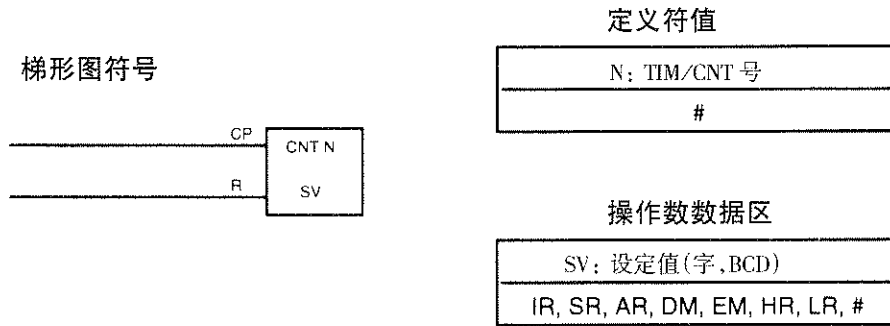 梯形图符号
CP
CNT N
R
SV
定义符值
N: TIM/CNT 号
#
操作数数据区
SV: 设定值(字,BCD)
IR, SR, AR, DM, EM, HR, LR, #